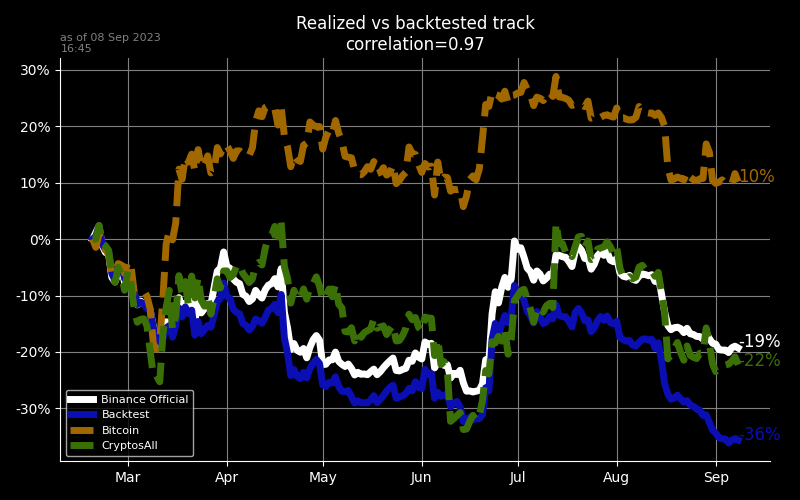 Realized vs backtested track
correlation=0.97
as of 08 Sep 2023
16:45
30%
20%
10%
0%
-10%
-20%
-30%
10%
-19%
-22%
-36%
Binance Official
Backtest
Bitcoin
CryptosAll
Mar
Apr
May
Jun
Jul
Aug
Sep